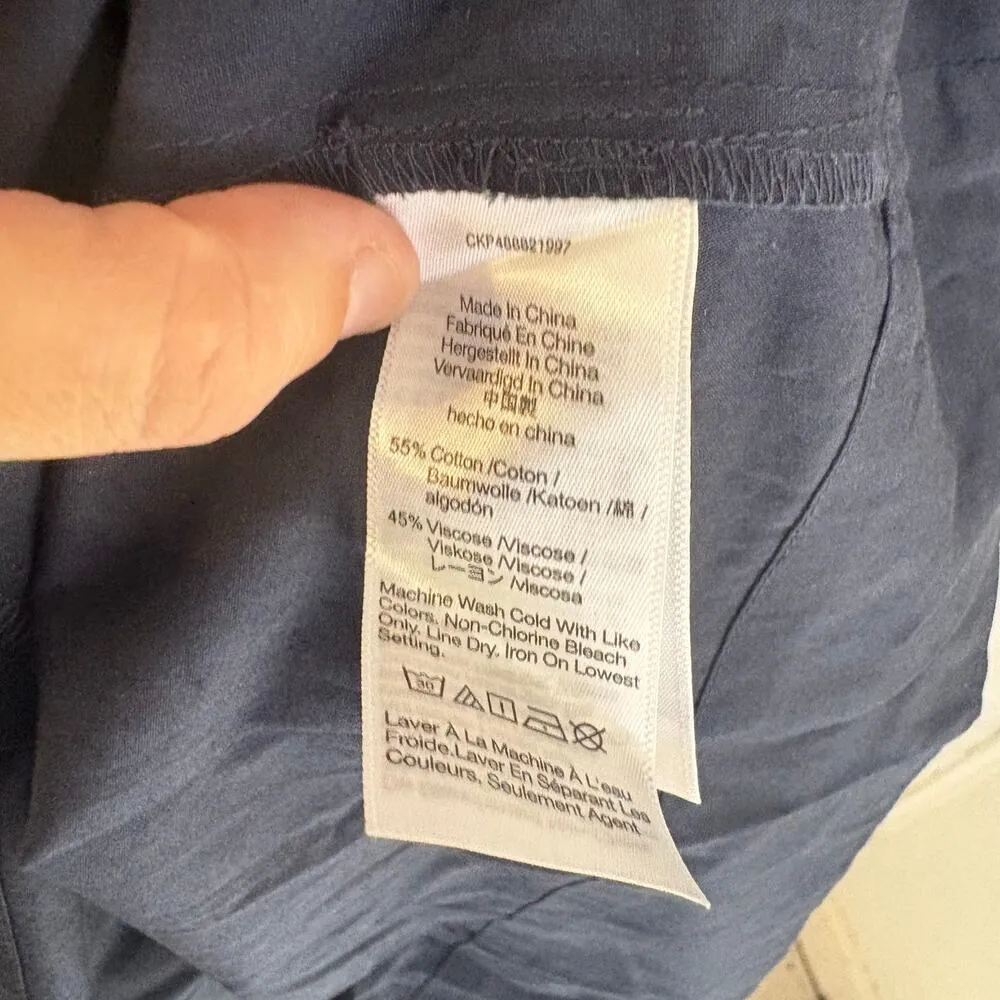 CKP488821997
Made In China
Fabriqué En Chine
Hergestellt In China
Vervaardigd In China
中国製
hecho en china
55% Cotton /Coton /
Baumwolle /Katoen /綿 /
algodón
45% Viscose /Viscose /
Viskose /Viscose /
レーヨン /Viscosa
Machine Wash Cold With Like
Colors. Non-Chlorine Bleach
Only. Line Dry. Iron On Lowest
Setting.
30
Laver À La Machine À L'eau
Froide.Laver En Séparant Les
Couleurs. Seulement Agent